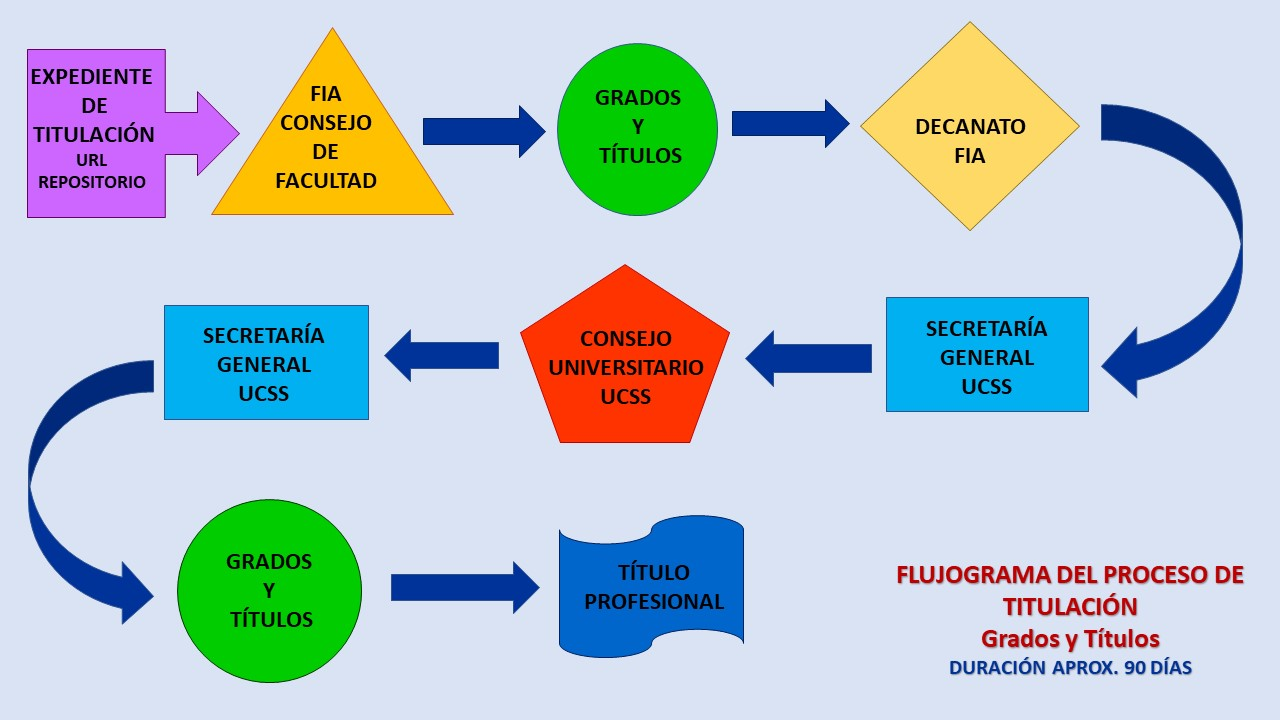 EXPEDIENTE
DE
TITULACIÓN
URL
REPOSITORIO
FIA
CONSEJO
DE
FACULTAD
GRADOS
Y
TÍTULOS
DECANATO
FIA
SECRETARÍA
GENERAL
UCSS
CONSEJO
UNIVERSITARIO
UCSS
SECRETARÍA
GENERAL
UCSS
GRADOS
Y
TÍTULOS
TÍTULO
PROFESIONAL
FLUJOGRAMA DEL PROCESO DE
TITULACIÓN
Grados y Títulos
DURACIÓN APROX. 90 DÍAS